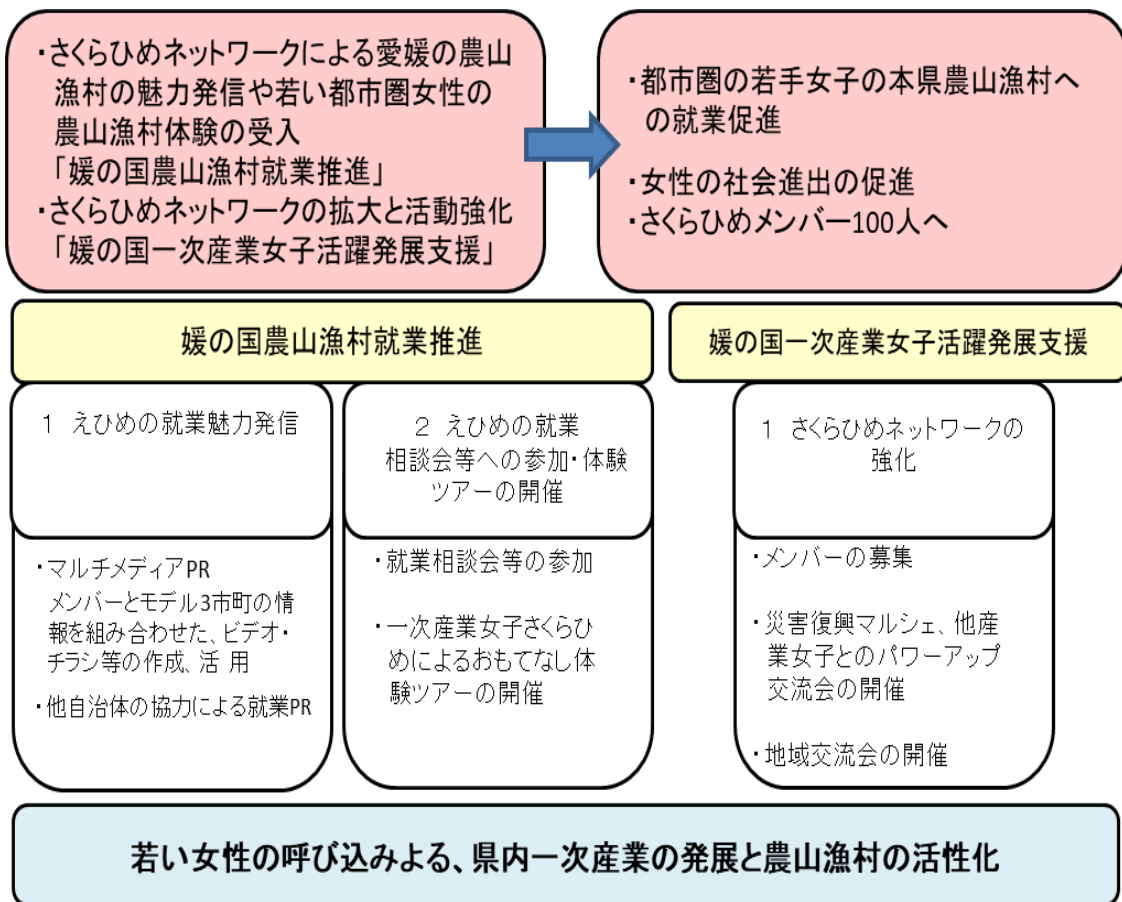 ・さくらひめネットワークによる愛媛の農山
漁村の魅力発信や若い都市圏女性の
農山漁村体験の受入
「媛の国農山漁村就業推進」
・さくらひめネットワークの拡大と活動強化
「媛の国一次産業女子活躍発展支援」
・都市圏の若手女子の本県農山漁村へ
の就業促進
・女性の社会進出の促進
・さくらひめメンバー100人へ
媛の国農山漁村就業推進
1 えひめの就業魅力発信
・マルチメディアPR
メンバーとモデル3市町の情
報を組み合わせた、ビデオ・
チラシ等の作成、活 用
・他自治体の協力による就業PR
2 えひめの就業
相談会等への参加・体験
ツアーの開催
・就業相談会等の参加
・一次産業女子さくらひ
めによるおもてなし体
験ツアーの開催
媛の国一次産業女子活躍発展支援
1 さくらひめネットワークの
強化
・メンバーの募集
・災害復興マルシェ、他産
業女子とのパワーアップ
交流会の開催
・地域交流会の開催
若い女性の呼び込みよる、県内一次産業の発展と農山漁村の活性化